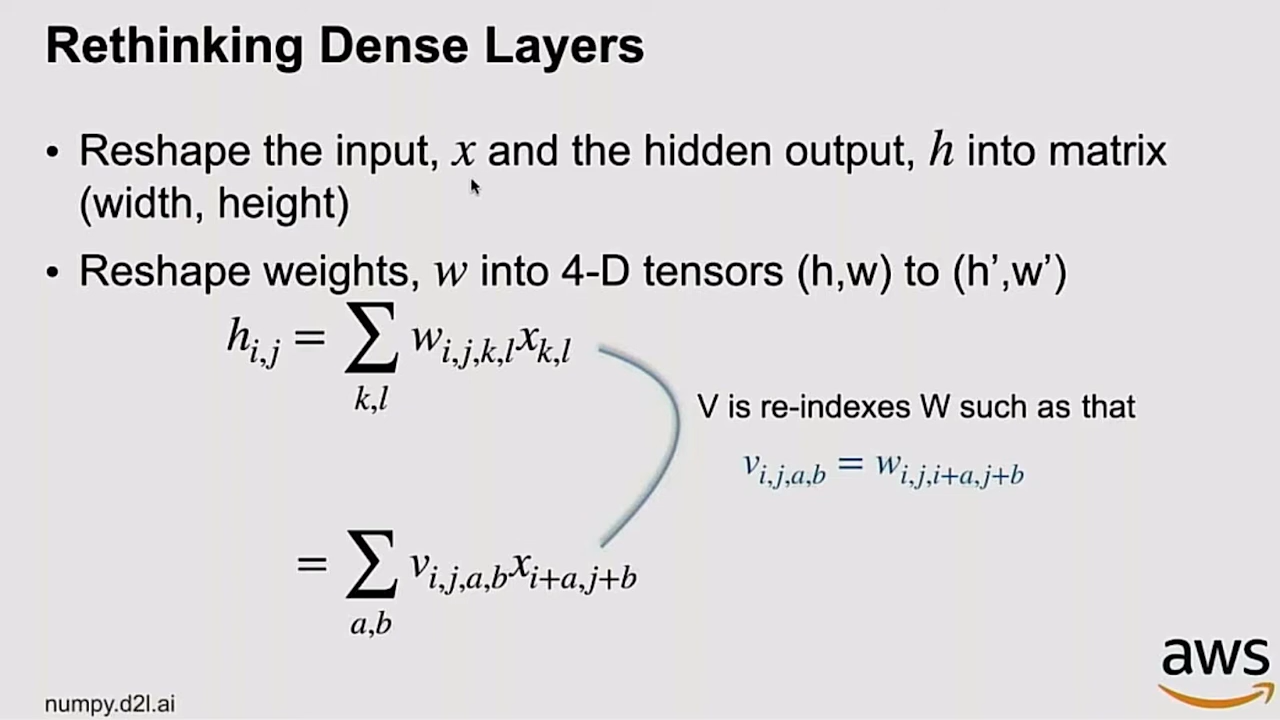 Rethinking Dense Layers
• Reshape the input, x and the hidden output, h into matrix
(width, height)
• Reshape weights, w into 4-D tensors (h,w) to (h’,w’)
h_{i,j} = ∑_{k,l} w_{i,j,k,l} x_{k,l}
V is re-indexes W such as that
v_{i,j,a,b} = w_{i,j,i+a,j+b}
= ∑_{a,b} v_{i,j,a,b} x_{i+a,j+b}
aws
numpy.d2l.ai